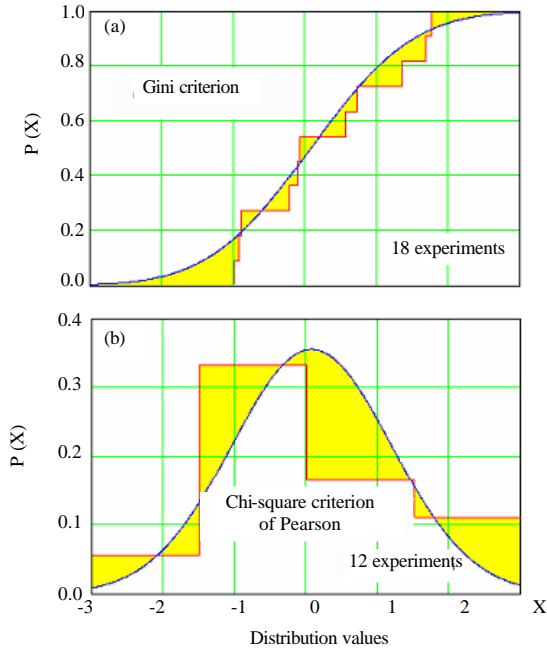 (a)
1.0
Gini criterion
0.8
0.6
P (X)
0.4
0.2
18 experiments
0.0
(b)
0.4
0.3
P (X)
0.2
Chi-square criterion
of Pearson
0.1
12 experiments
0.0
-3 -2 -1 0 1 2 X
Distribution values